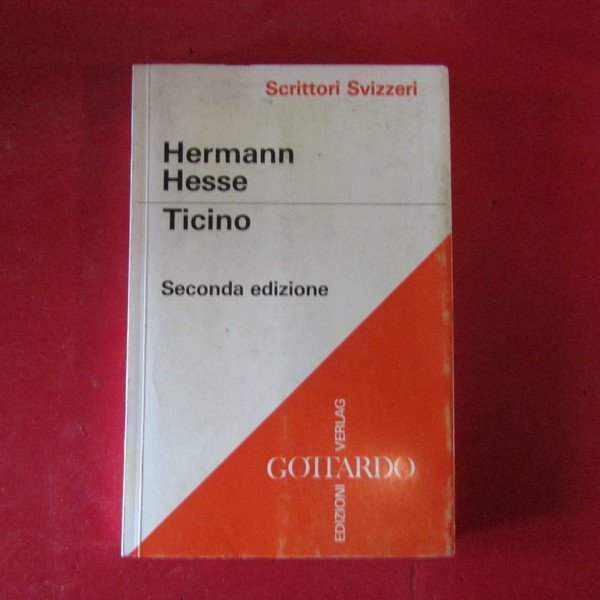 Scrittori Svizzeri
Hermann
Hesse
Ticino
Seconda edizione
GOTTARDO
EDIZIONI VERLAG